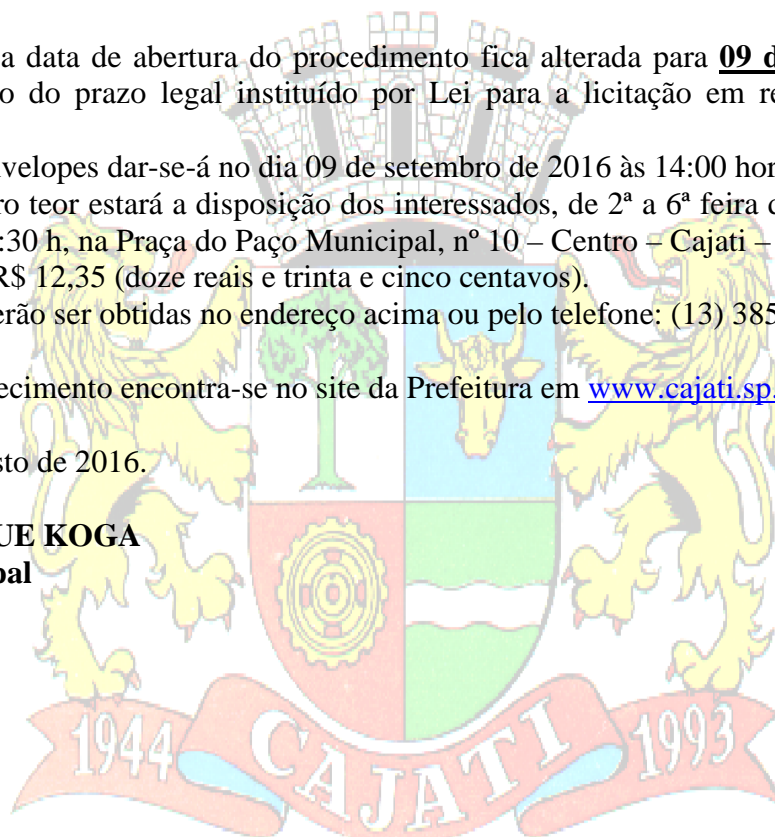 a data de abertura do procedimento fica alterada para 09 d
o do prazo legal instituído por Lei para a licitação em re
nvelopes dar-se-á no dia 09 de setembro de 2016 às 14:00 hor
ro teor estará a disposição dos interessados, de 2ª a 6ª feira d
:30 h, na Praça do Paço Municipal, nº 10 – Centro – Cajati –
R$ 12,35 (doze reais e trinta e cinco centavos).
erão ser obtidas no endereço acima ou pelo telefone: (13) 385
ecimento encontra-se no site da Prefeitura em www.cajati.sp.
sto de 2016.
UE KOGA
pal
1944 CAJATI 1993